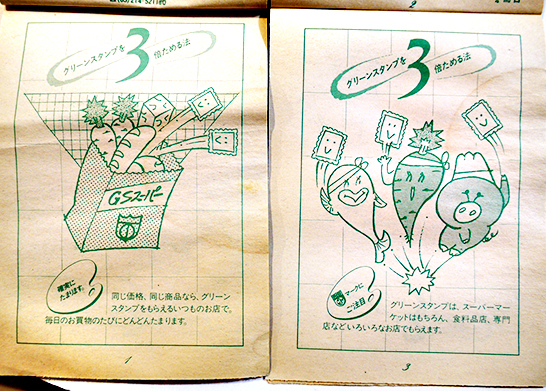 グリーンスタンプを3倍ためる法
GSスーパー
確実に
たまります。
同じ価格、同じ商品なら、グリーン
スタンプをもらえるいつものお店で。
毎日のお買物のたびにどんどんたまります。
1
2
グリーンスタンプを3倍ためる法
マークに
ご注目
グリーンスタンプは、スーパーマー
ケットはもちろん、食料品店、専門
店などいろいろなお店でもらえます。
3